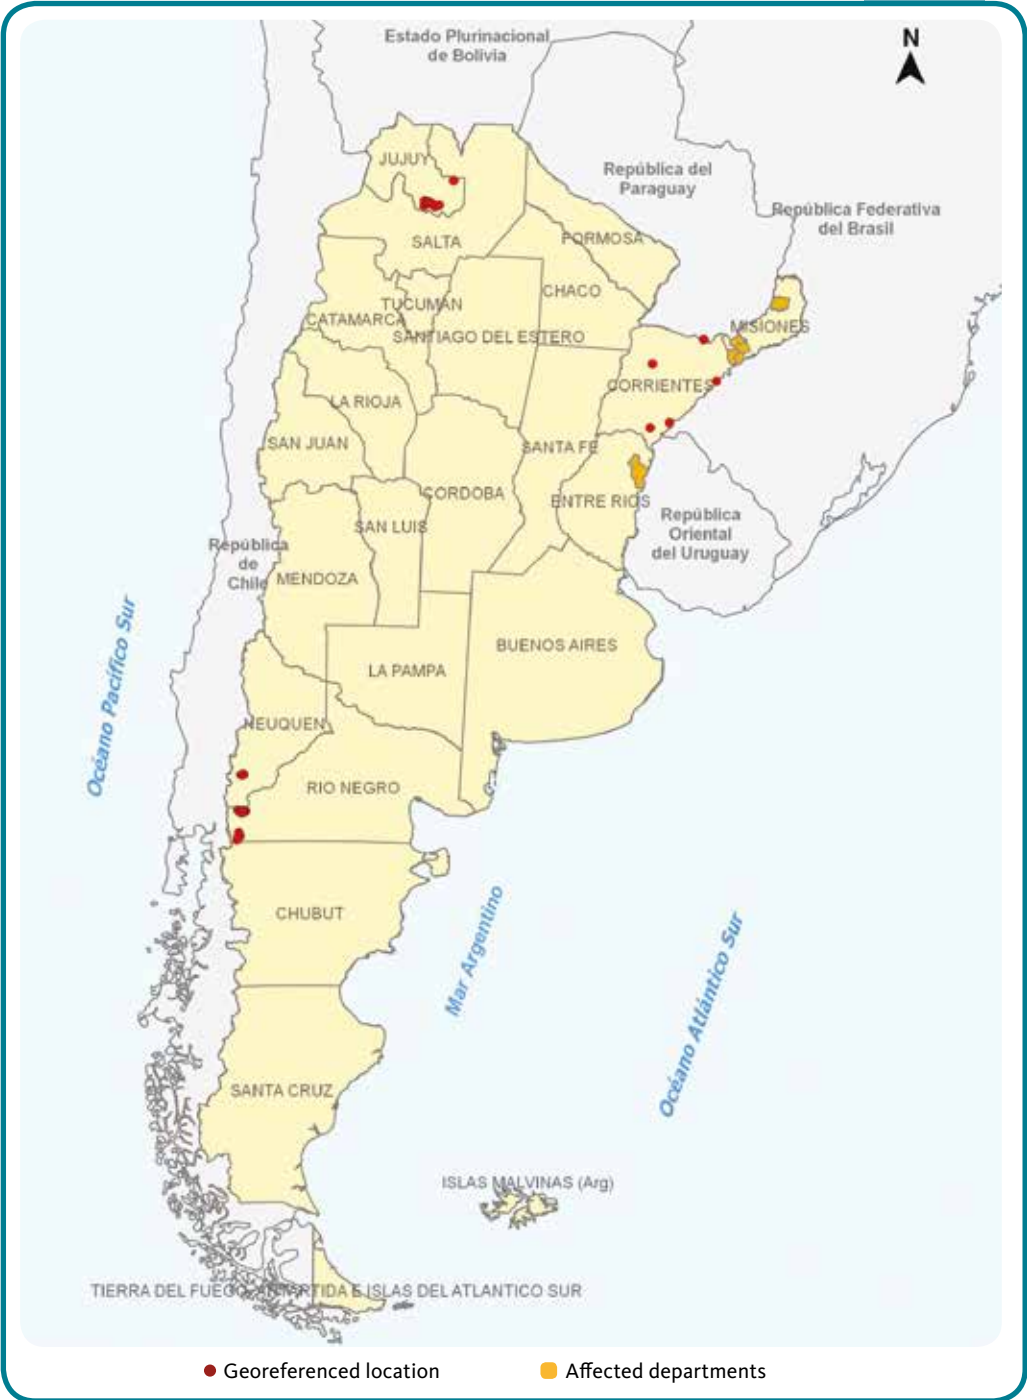 Estado Plurinacional
de Bolivia
N
JUJUY
República del
Paraguay
República Federativa
del Brasil
SALTA
FORMOSA
CHACO
TUCUMAN
CATAMARCA
MISIONES
SANTIAGO DEL ESTERO
CORRIENTES
LA RIOJA
SAN JUAN
SANTA FE
CORDOBA
ENTRE RIOS
SAN LUIS
República
Oriental
del Uruguay
República
de
Chile
MENDOZA
BUENOS AIRES
LA PAMPA
Océano Pacífico Sur
NEUQUEN
RIO NEGRO
CHUBUT
Mar Argentino
Océano Atlántico Sur
SANTA CRUZ
ISLAS MALVINAS (Arg)
TIERRA DEL FUEGO, ANTARTIDA E ISLAS DEL ATLANTICO SUR
Georeferenced location
Affected departments